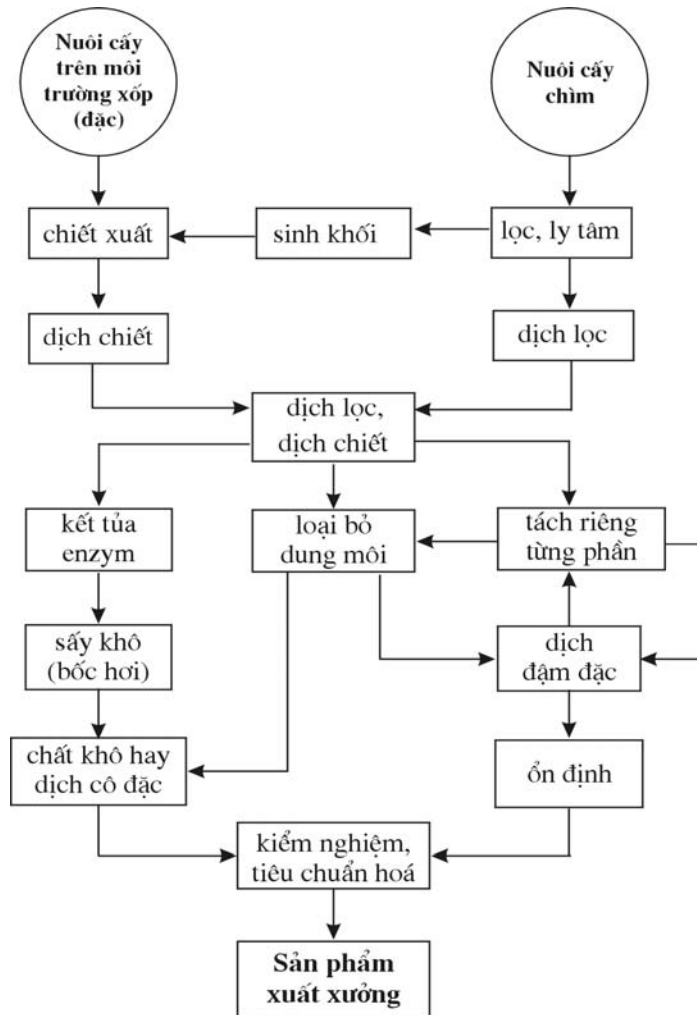 Nuôi cấy
trên môi
trường xốp
(đặc)
Nuôi cấy
chìm
chiết xuất
sinh khối
lọc, ly tâm
dịch chiết
dịch lọc
dịch lọc,
dịch chiết
kết tủa
enzym
loại bỏ
dung môi
tách riêng
từng phần
sấy khô
(bốc hơi)
dịch
đậm đặc
chất khô hay
dịch cô đặc
ổn định
kiểm nghiệm,
tiêu chuẩn hoá
Sản phẩm
xuất xưởng